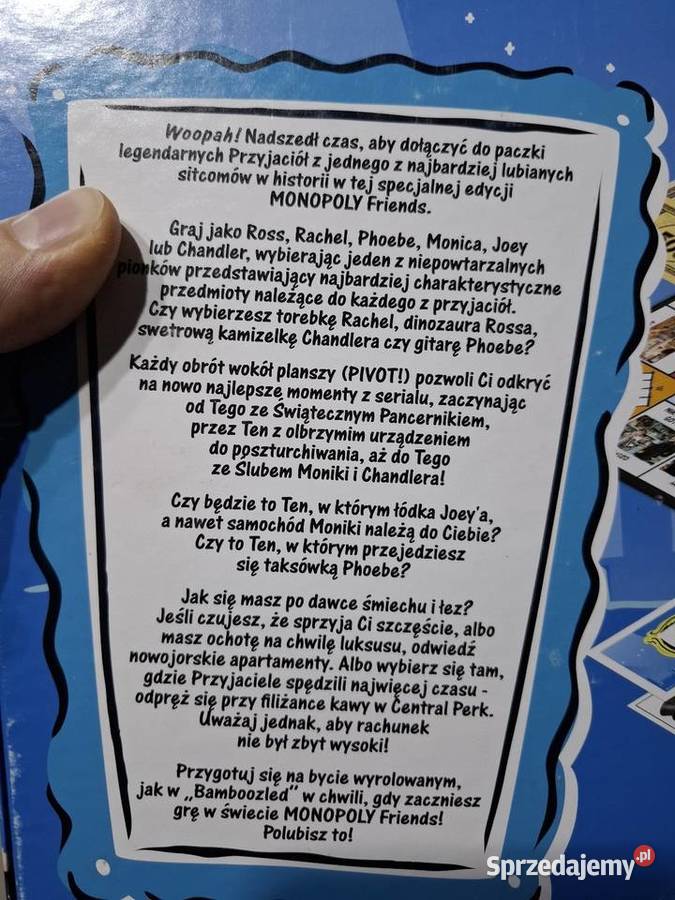 Woopah! Nadszedł czas, aby dołączyć do paczki
legendarnych Przyjaciół z jednego z najbardziej lubianych
sitcomów w historii w tej specjalnej edycji
MONOPOLY Friends.
Graj jako Ross, Rachel, Phoebe, Monica, Joey
lub Chandler, wybierając jeden z niepowtarzalnych
pionków przedstawiający najbardziej charakterystyczne
przedmioty należące do każdego z przyjaciół.
Czy wybierzesz torebkę Rachel, dinozaura Rossa,
swetrową kamizelkę Chandlera czy gitarę Phoebe?
Każdy obrót wokół planszy (PIVOT!) pozwoli Ci odkryć
na nowo najlepsze momenty z serialu, zaczynając
od Tego ze Świątecznym Pancernikiem,
przez Ten z olbrzymim urządzeniem
do poszturchiwania, aż do Tego
ze Ślubem Moniki i Chandlera!
Czy będzie to Ten, w którym łódka Joey'a,
a nawet samochód Moniki należą do Ciebie?
Czy to Ten, w którym przejedziesz
się taksówką Phoebe?
Jak się masz po dawce śmiechu i łez?
Jeśli czujesz, że sprzyja Ci szczęście, albo
masz ochotę na chwilę luksusu, odwiedź
nowojorskie apartamenty. Albo wybierz się tam,
gdzie Przyjaciele spędzili najwięcej czasu -
odpręż się przy filiżance kawy w Central Perk.
Uważaj jednak, aby rachunek
nie był zbyt wysoki!
Przygotuj się na bycie wyrolowanym,
jak w „Bamboozled" w chwili, gdy zaczniesz
grę w świecie MONOPOLY Friends!
Polubisz to!
Sprzedajemy.pl